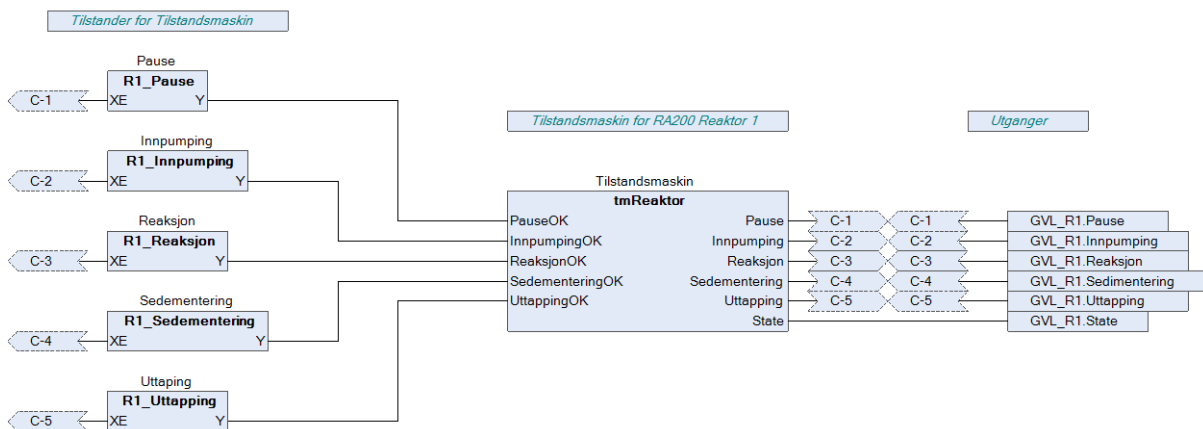 Tilstander for Tilstandsmaskin
Pause
R1_Pause
C-1 XE Y
Innpumping
R1_Innpumping
C-2 XE Y
Reaksjon
R1_Reaksjon
C-3 XE Y
Sedementering
R1_Sedementering
C-4 XE Y
Uttaping
R1_Uttapping
C-5 XE Y
Tilstandsmaskin for RA200 Reaktor 1
Tilstandsmaskin
tmReaktor
PauseOK Pause C-1 C-1 GVL_R1.Pause
InnpumpingOK Innpumping C-2 C-2 GVL_R1.Innpumping
ReaksjonOK Reaksjon C-3 C-3 GVL_R1.Reaksjon
SedementeringOK Sedementering C-4 C-4 GVL_R1.Sedimentering
UttappingOK Uttapping C-5 C-5 GVL_R1.Uttapping
State GVL_R1.State
Utganger